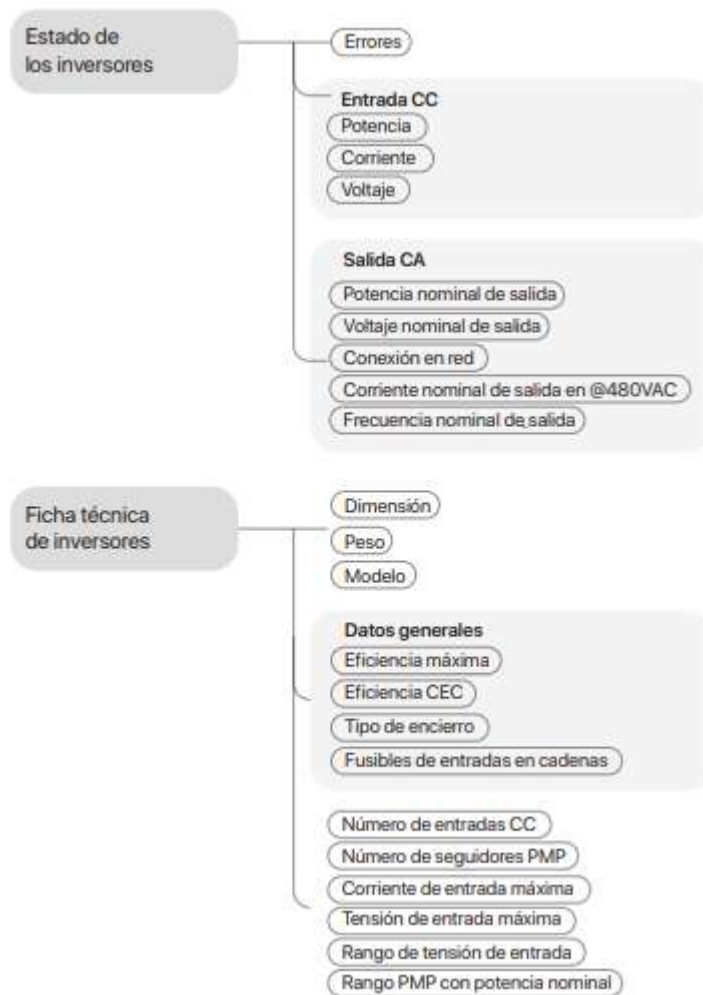 Estado de
los inversores
Errores
Entrada CC
Potencia
Corriente
Voltaje
Salida CA
Potencia nominal de salida
Voltaje nominal de salida
Conexión en red
Corriente nominal de salida en @480VAC
Frecuencia nominal de salida
Ficha técnica
de inversores
Dimensión
Peso
Modelo
Datos generales
Eficiencia máxima
Eficiencia CEC
Tipo de encierro
Fusibles de entradas en cadenas
Número de entradas CC
Número de seguidores PMP
Corriente de entrada máxima
Tensión de entrada máxima
Rango de tensión de entrada
Rango PMP con potencia nominal